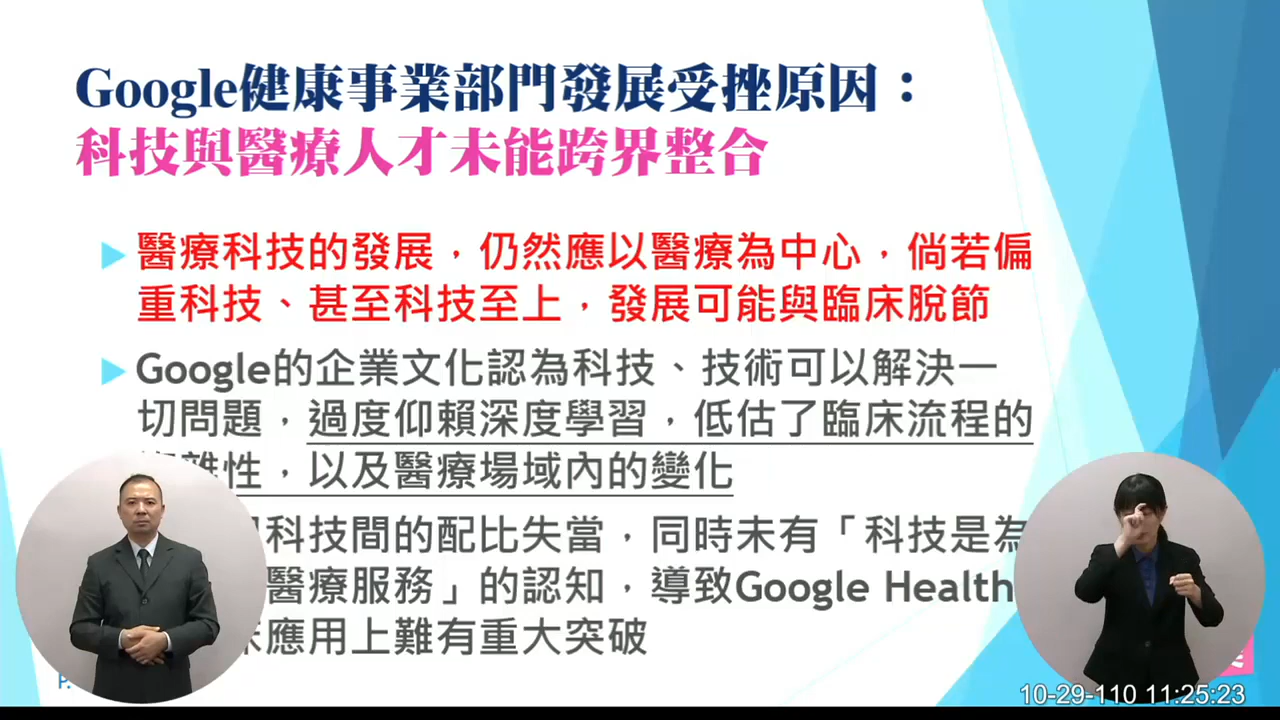 Google健康事業部門發展受挫原因：
科技與醫療人才未能跨界整合
醫療科技的發展，仍然應以醫療為中心，倘若偏
重科技、甚至科技至上，發展可能與臨床脫節
Google的企業文化認為科技、技術可以解決一
切問題，過度仰賴深度學習，低估了臨床流程的
雜性，以及醫療場域內的變化
科技間的配比失當，同時未有「科技是為
醫療服務」的認知，導致Google Health
應用上難有重大突破
10-29-110 11:25:23